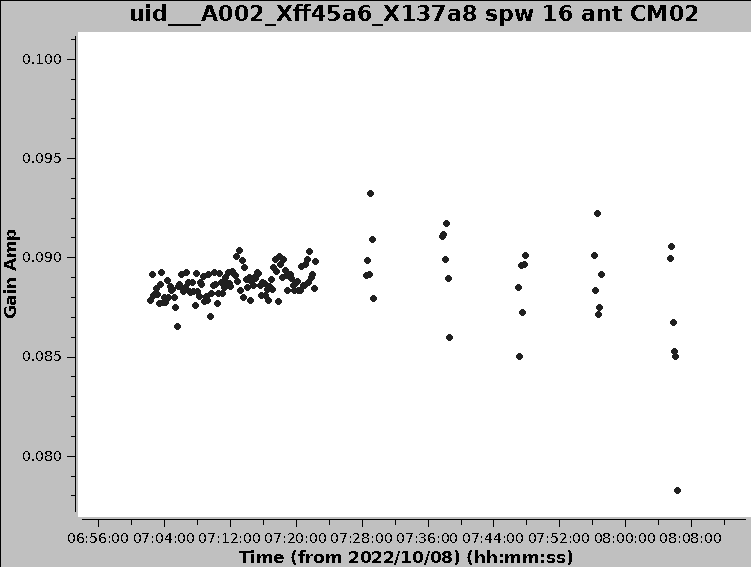 uid___A002_Xff45a6_X137a8 spw 16 ant CM02
0.100
0.095
0.090
0.085
0.080
Gain Amp
06:56:00 07:04:00 07:12:00 07:20:00 07:28:00 07:36:00 07:44:00 07:52:00 08:00:00 08:08:00
Time (from 2022/10/08) (hh:mm:ss)